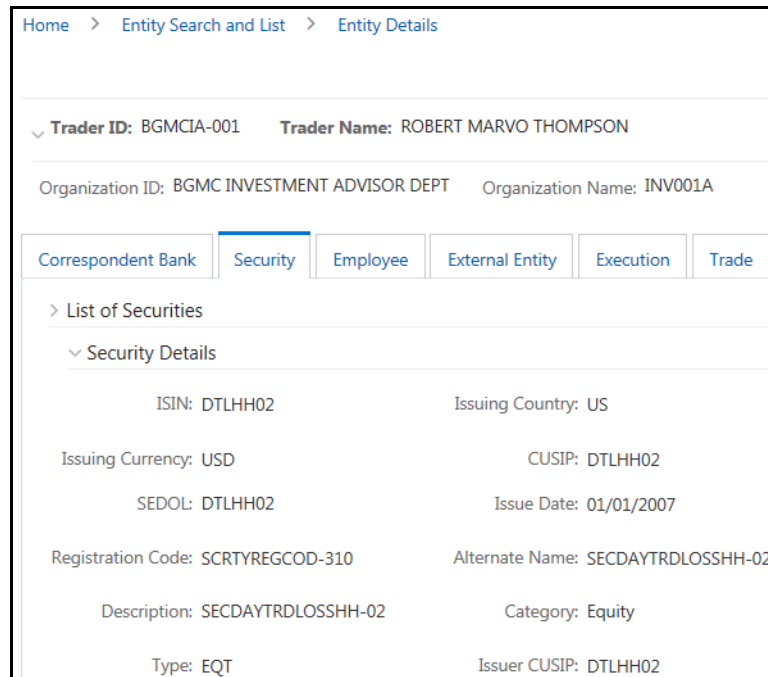 Home > Entity Search and List > Entity Details
Trader ID: BGMCIA-001 Trader Name: ROBERT MARVO THOMPSON
Organization ID: BGMC INVESTMENT ADVISOR DEPT Organization Name: INV001A
Correspondent Bank Security Employee External Entity Execution Trade
List of Securities
Security Details
ISIN: DTLHH02 Issuing Country: US
Issuing Currency: USD CUSIP: DTLHH02
SEDOL: DTLHH02 Issue Date: 01/01/2007
Registration Code: SCRTYREGCOD-310 Alternate Name: SECDAYTRDLOSSHH-02
Description: SECDAYTRDLOSSHH-02 Category: Equity
Type: EQT Issuer CUSIP: DTLHH02